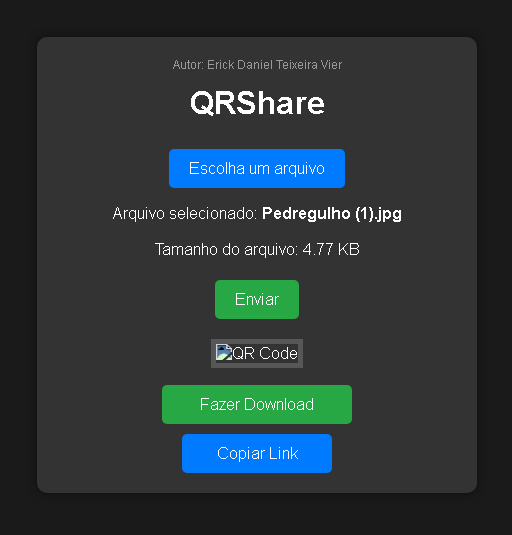 Autor: Erick Daniel Teixeira Vier
QRShare
Escolha um arquivo
Arquivo selecionado: Pedregulho (1).jpg
Tamanho do arquivo: 4.77 KB
Enviar
QR Code
Fazer Download
Copiar Link